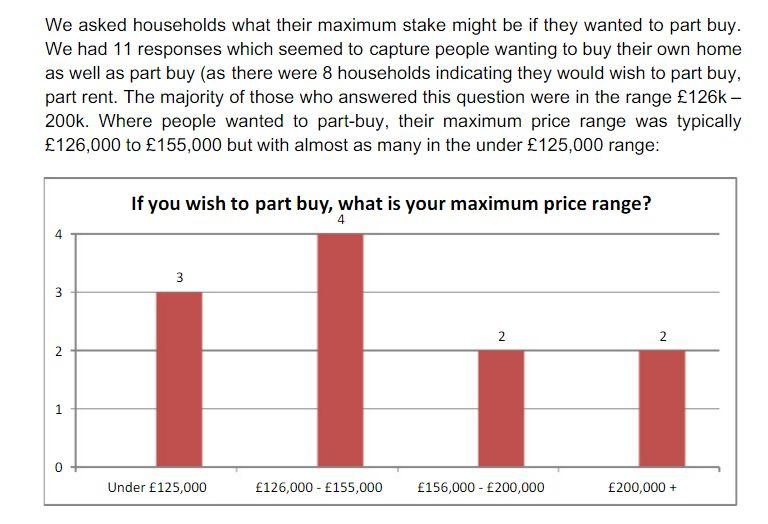 We asked households what their maximum stake might be if they wanted to part buy.
We had 11 responses which seemed to capture people wanting to buy their own home
as well as part buy (as there were 8 households indicating they would wish to part buy,
part rent. The majority of those who answered this question were in the range £126k –
200k. Where people wanted to part-buy, their maximum price range was typically
£126,000 to £155,000 but with almost as many in the under £125,000 range:
If you wish to part buy, what is your maximum price range?
4
4
3
3
2
2
2
1
0
Under £125,000
£126,000 - £155,000
£156,000 - £200,000
£200,000 +